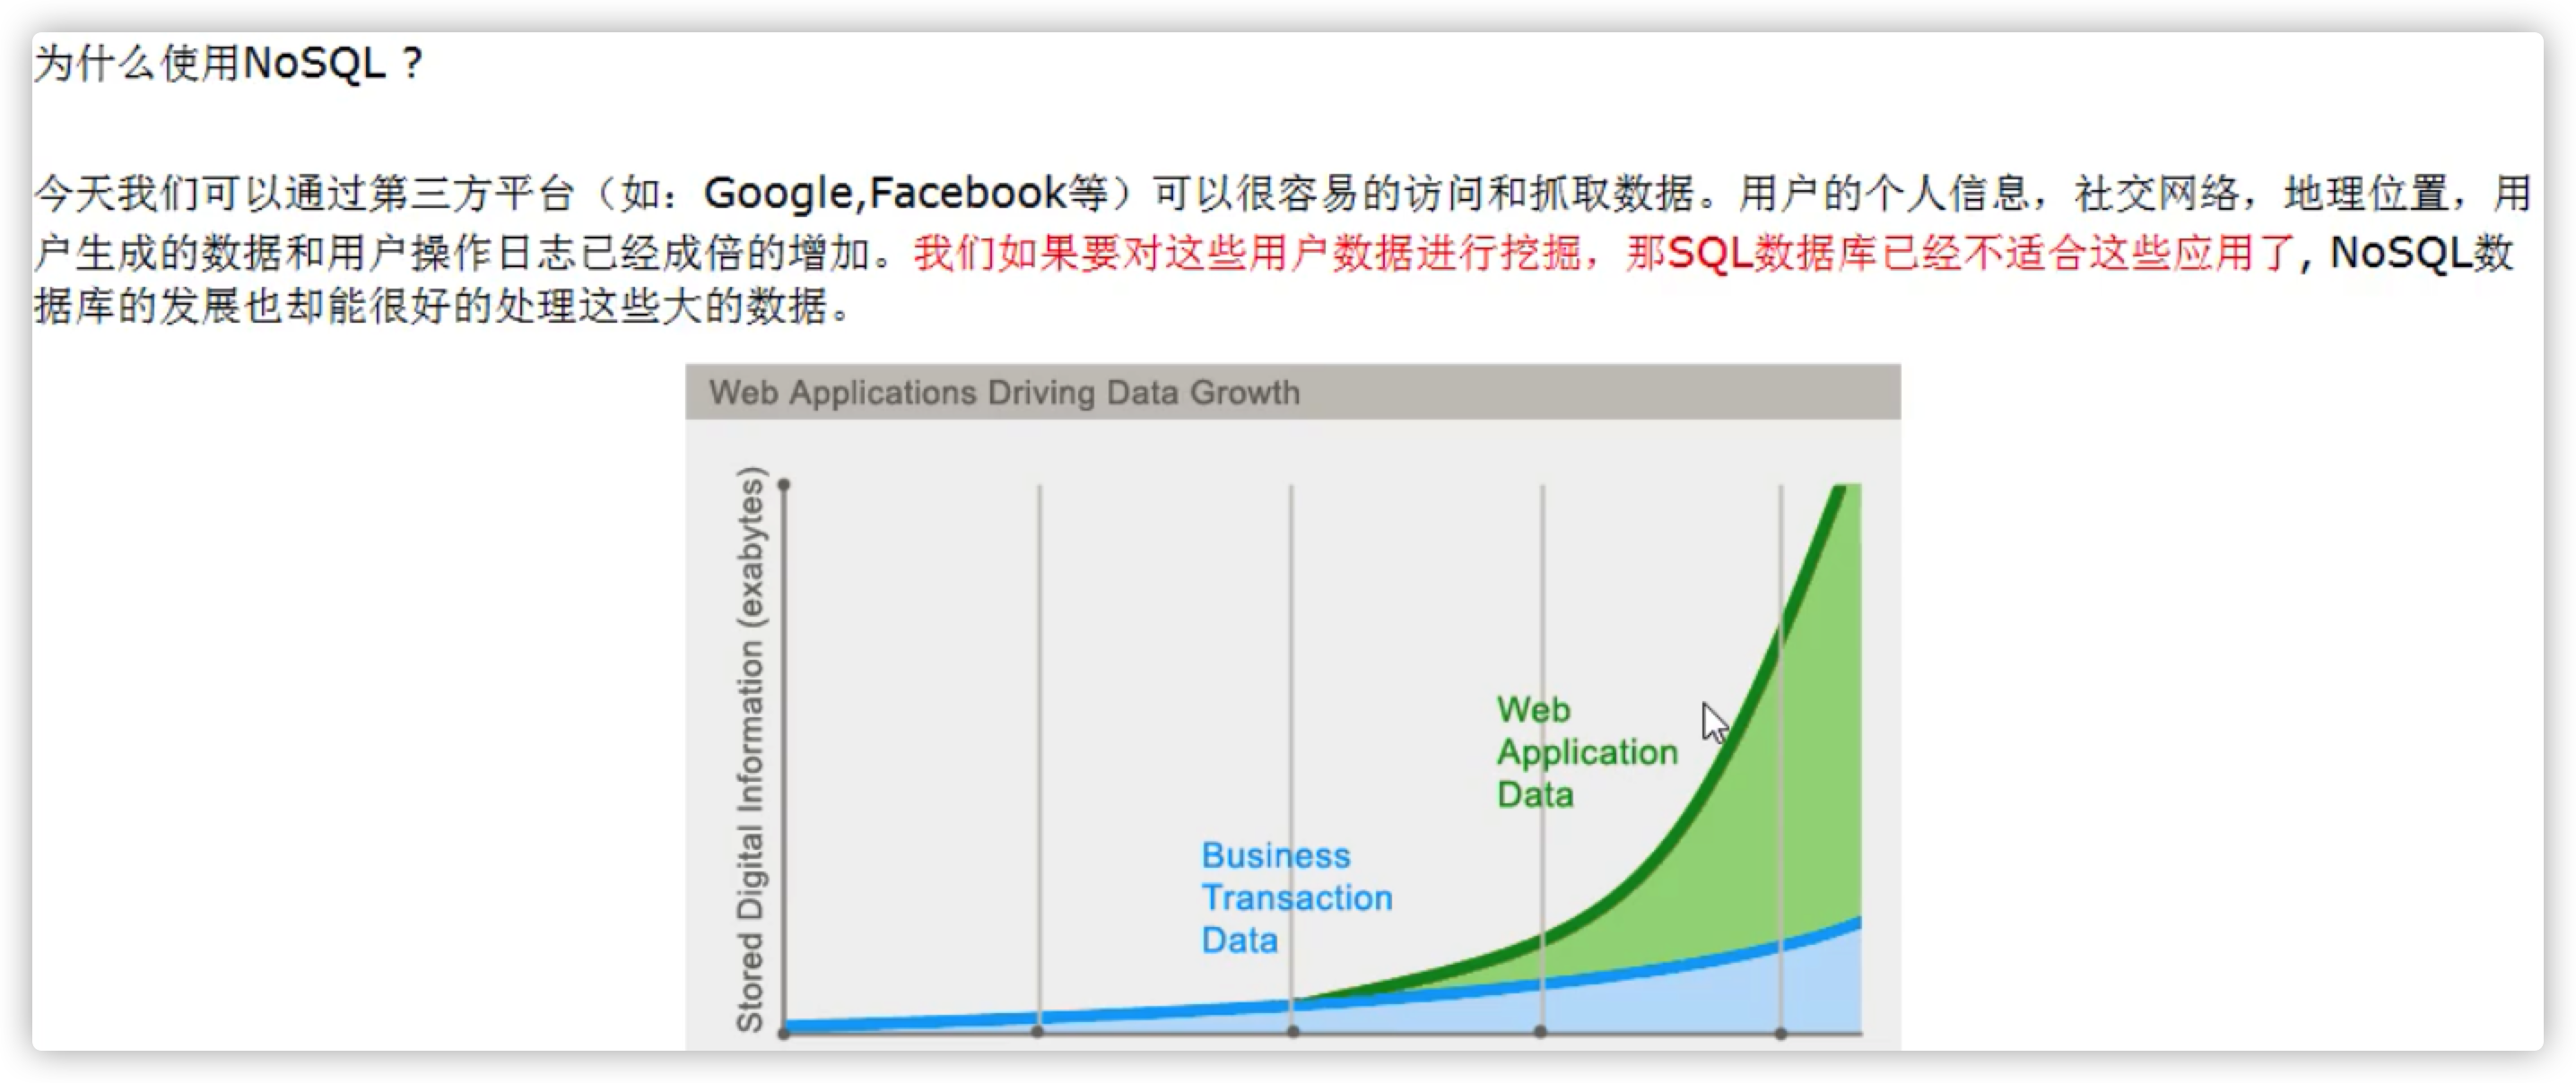 为什么使用NoSQL ?
今天我们可以通过第三方平台（如：Google,Facebook等）可以很容易的访问和抓取数据。用户的个人信息，社交网络，地理位置，用
户生成的数据和用户操作日志已经成倍的增加。我们如果要对这些用户数据进行挖掘，那SQL数据库已经不适合这些应用了, NoSQL数
据库的发展也却能很好的处理这些大的数据。
Web Applications Driving Data Growth
Stored Digital Information (exabytes)
Web
Application
Data
Business
Transaction
Data